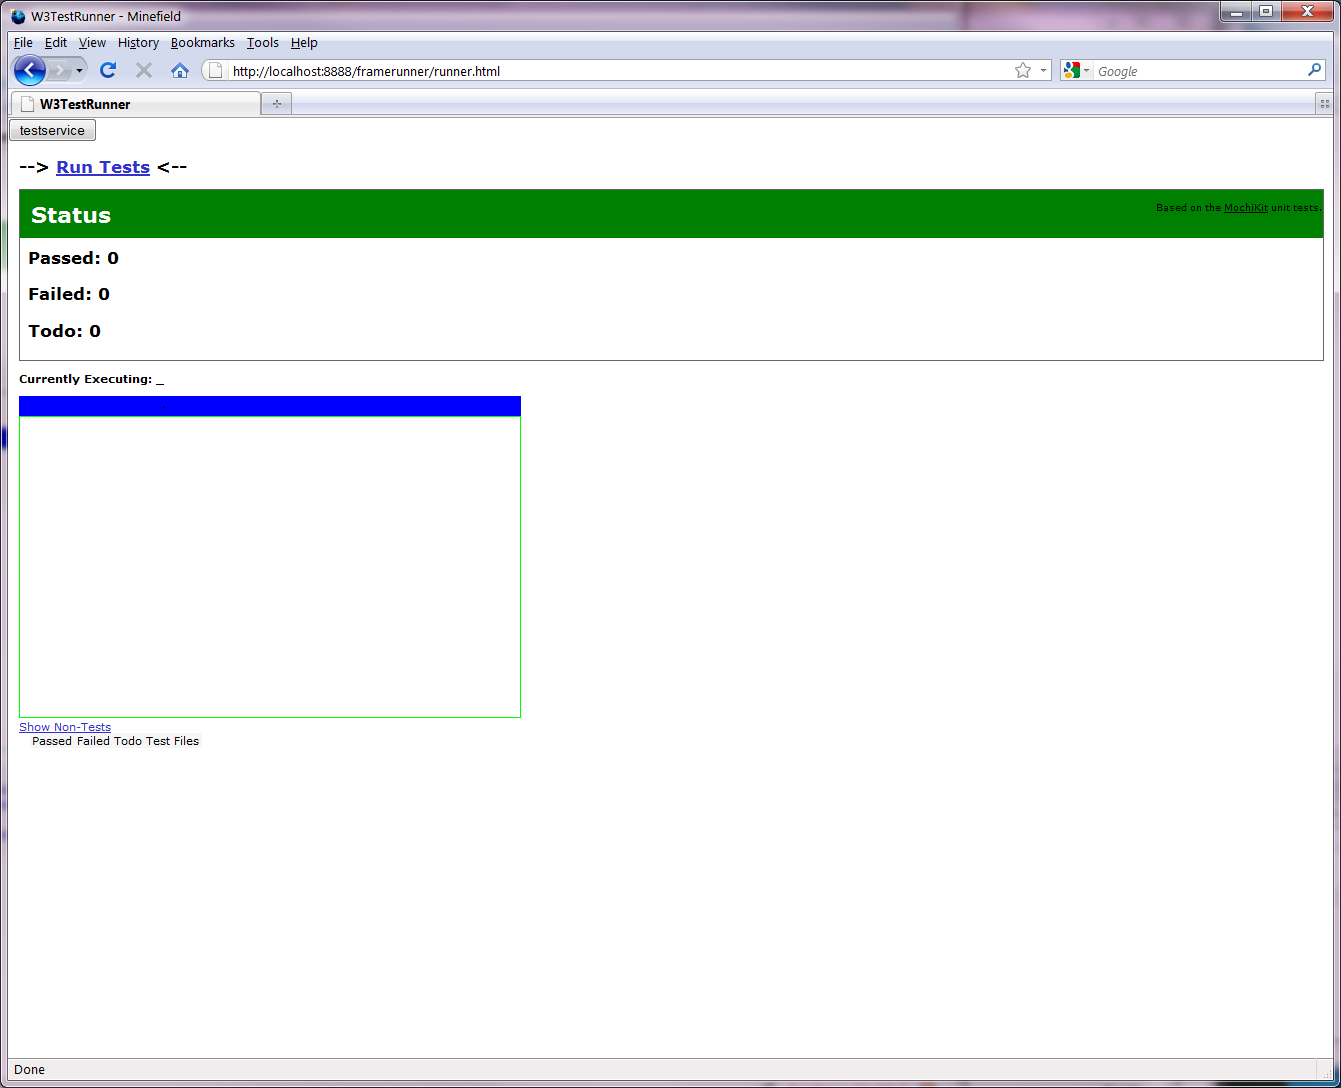 W3TestRunner - Minefield
File Edit View History Bookmarks Tools Help
http://localhost:8888/framerunner/runner.html
Google
W3TestRunner
testservice
--> Run Tests <--
Status
Based on the MochiKit unit tests.
Passed: 0
Failed: 0
Todo: 0
Currently Executing: _
Show Non-Tests
Passed Failed Todo Test Files
Done